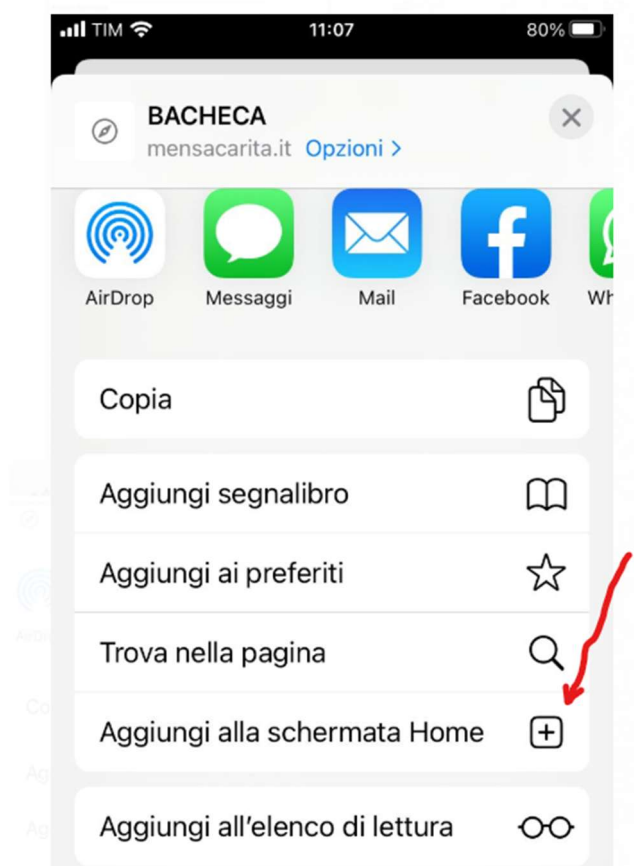 TIM 11:07 80%
BACHECA
mensacarita.it Opzioni >
AirDrop Messaggi Mail Facebook Wh
Copia
Aggiungi segnalibro
Aggiungi ai preferiti
Trova nella pagina
Aggiungi alla schermata Home
Aggiungi all'elenco di lettura